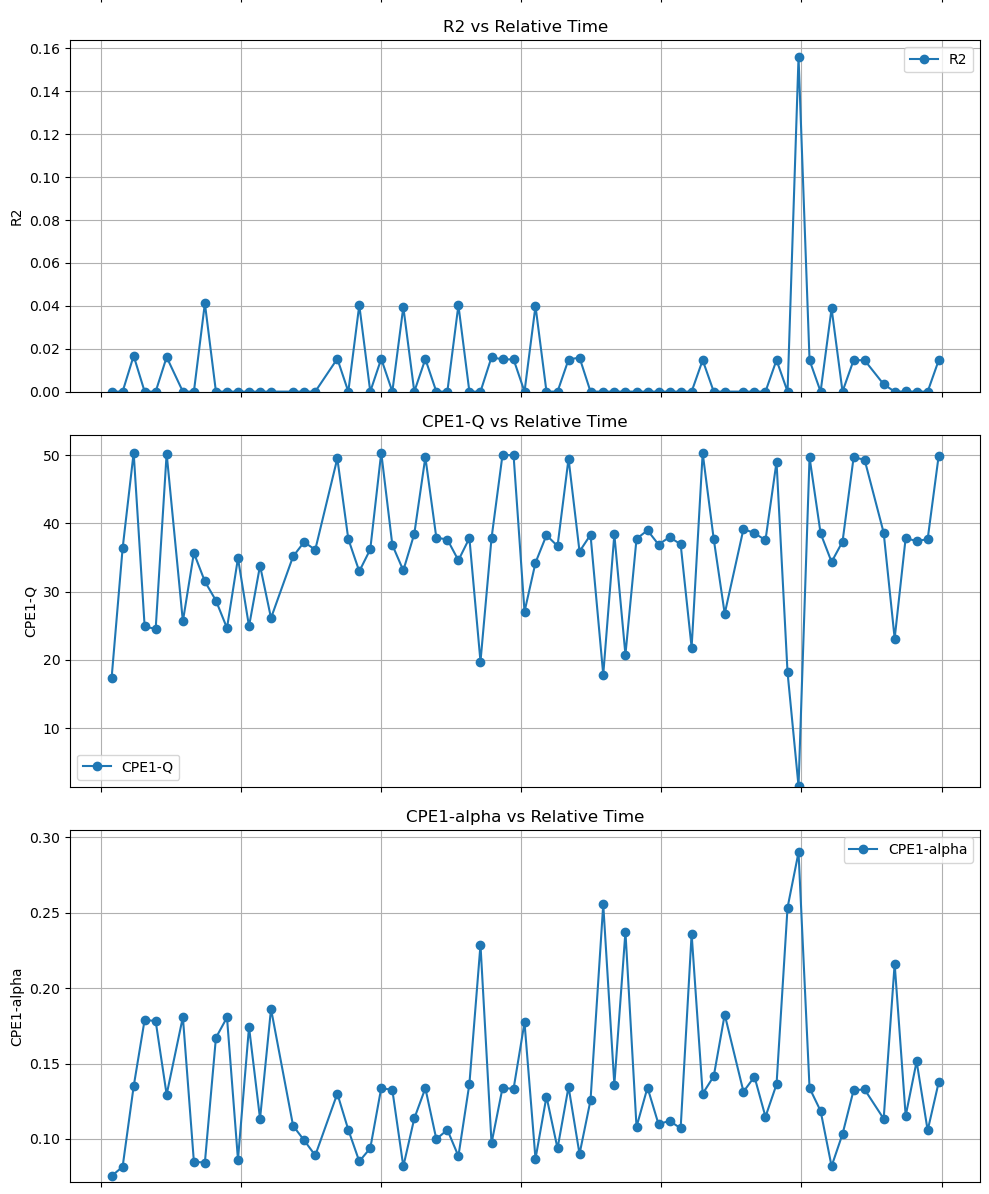 R2 vs Relative Time
R2
0.16
0.14
0.12
0.10
0.08
0.06
0.04
0.02
0.00
R2
CPE1-Q vs Relative Time
50
40
30
20
10
CPE1-Q
CPE1-Q
CPE1-alpha vs Relative Time
CPE1-alpha
0.30
0.25
0.20
0.15
0.10
CPE1-alpha